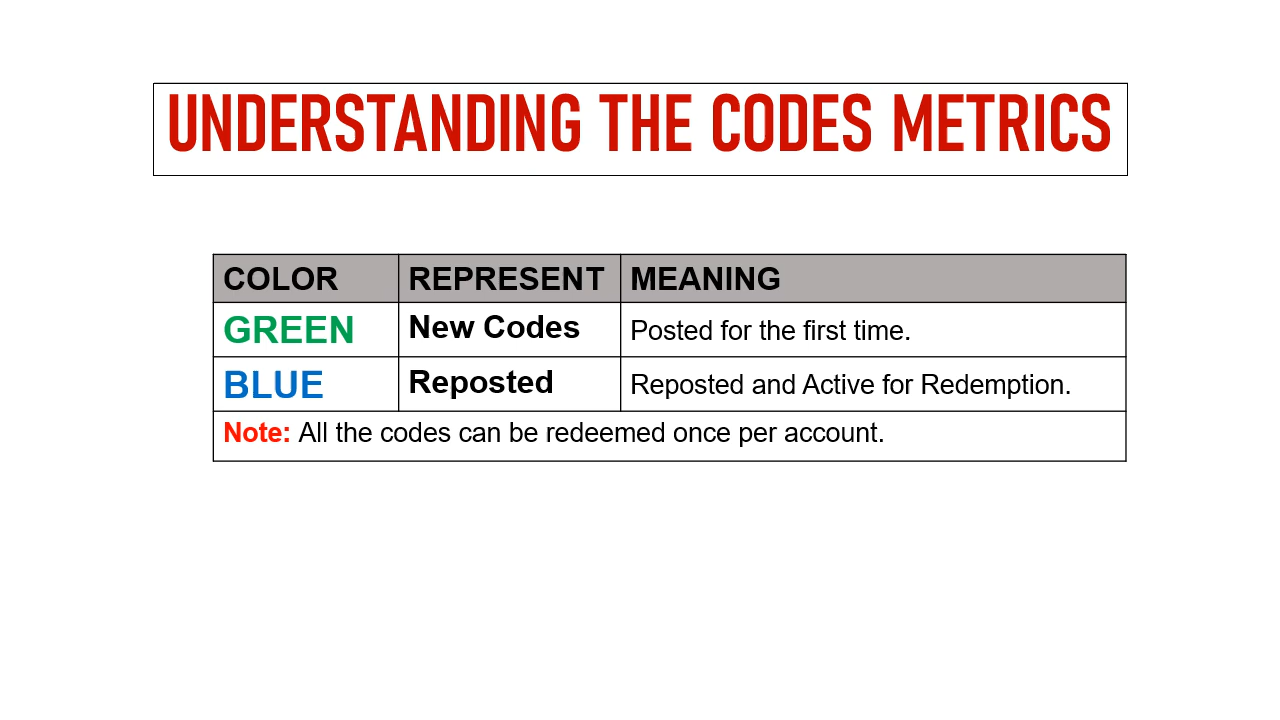 UNDERSTANDING THE CODES METRICS
COLOR REPRESENT MEANING
GREEN New Codes Posted for the first time.
BLUE Reposted Reposted and Active for Redemption.
Note: All the codes can be redeemed once per account.